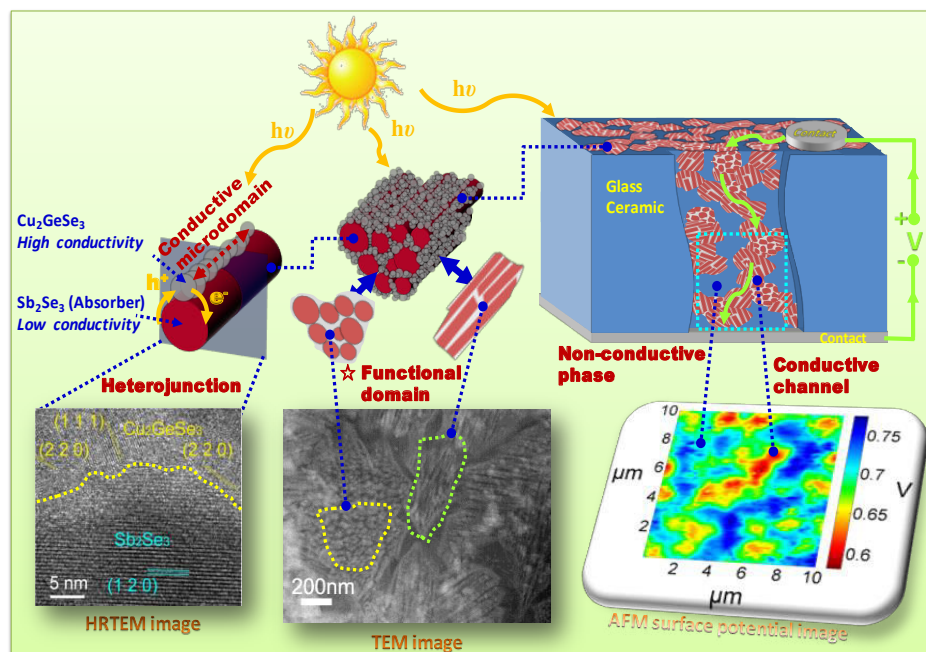 hυ
hυ
hυ
Contact
Glass
Ceramic
+
V
-
Contact
Conductive
microdomain
Cu₂GeSe₃
High conductivity
h⁺
e⁻
Sb₂Se₃ (Absorber)
Low conductivity
Heterojunction
☆ Functional
domain
Non-conductive
phase
Conductive
channel
(1 1 1)
Cu₂GeSe₃
(2 2 0)
(2 2 0)
Sb₂Se₃
(1 2 0)
5 nm
HRTEM image
200nm
TEM image
10
8
μm
6
4
2
2 4 6 8 10
μm
0.75
0.7
V
0.65
0.6
AFM surface potential image